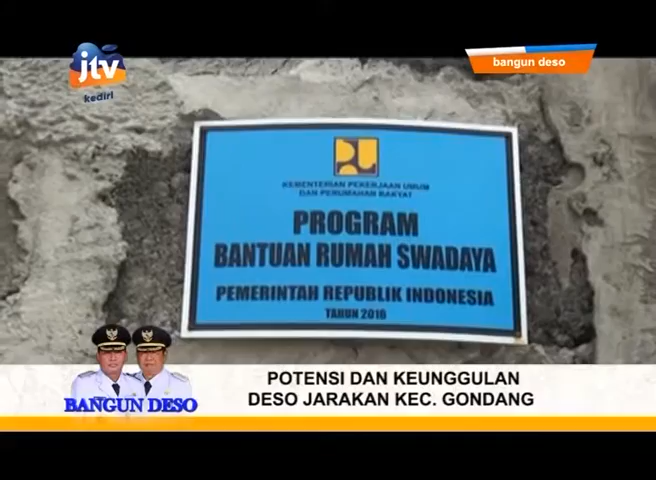 jtv
kediri
bangun deso
KEMENTERIAN PEKERJAAN UMUM
DAN PERUMAHAN RAKYAT
PROGRAM
BANTUAN RUMAH SWADAYA
PEMERINTAH REPUBLIK INDONESIA
TAHUN 2016
BANGUN DESO
POTENSI DAN KEUNGGULAN
DESO JARAKAN KEC. GONDANG